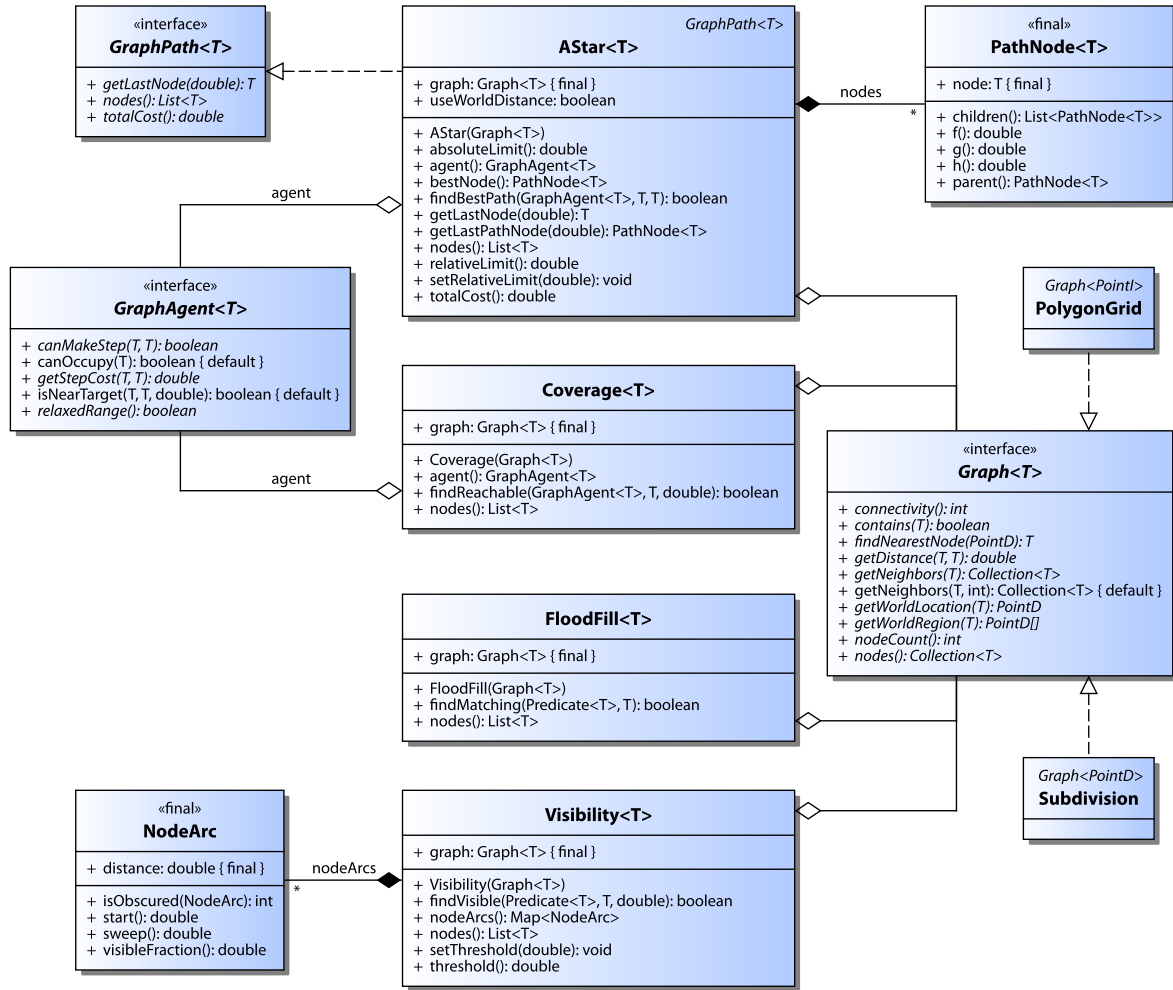 «interface»
GraphPath<T>
+ getLastNode(double): T
+ nodes(): List<T>
+ totalCost(): double
GraphPath<T>
AStar<T>
+ graph: Graph<T> { final }
+ useWorldDistance: boolean
+ AStar(Graph<T>)
+ absoluteLimit(): double
+ agent(): GraphAgent<T>
+ bestNode(): PathNode<T>
+ findBestPath(GraphAgent<T>, T, T): boolean
+ getLastNode(double): T
+ getLastPathNode(double): PathNode<T>
+ nodes(): List<T>
+ relativeLimit(): double
+ setRelativeLimit(double): void
+ totalCost(): double
nodes
*
«final»
PathNode<T>
+ node: T { final }
+ children(): List<PathNode<T>>
+ f(): double
+ g(): double
+ h(): double
+ parent(): PathNode<T>
agent
«interface»
GraphAgent<T>
+ canMakeStep(T, T): boolean
+ canOccupy(T): boolean { default }
+ getStepCost(T, T): double
+ isNearTarget(T, T, double): boolean { default }
+ relaxedRange(): boolean
agent
Coverage<T>
+ graph: Graph<T> { final }
+ Coverage(Graph<T>)
+ agent(): GraphAgent<T>
+ findReachable(GraphAgent<T>, T, double): boolean
+ nodes(): List<T>
Graph<PointI>
PolygonGrid
«interface»
Graph<T>
+ connectivity(): int
+ contains(T): boolean
+ findNearestNode(PointD): T
+ getDistance(T, T): double
+ getNeighbors(T): Collection<T>
+ getNeighbors(T, int): Collection<T> { default }
+ getWorldLocation(T): PointD
+ getWorldRegion(T): PointD[]
+ nodeCount(): int
+ nodes(): Collection<T>
FloodFill<T>
+ graph: Graph<T> { final }
+ FloodFill(Graph<T>)
+ findMatching(Predicate<T>, T): boolean
+ nodes(): List<T>
Graph<PointD>
Subdivision
«final»
NodeArc
+ distance: double { final }
+ isObscured(NodeArc): int
+ start(): double
+ sweep(): double
+ visibleFraction(): double
nodeArcs
*
Visibility<T>
+ graph: Graph<T> { final }
+ Visibility(Graph<T>)
+ findVisible(Predicate<T>, T, double): boolean
+ nodeArcs(): Map<NodeArc>
+ nodes(): List<T>
+ setThreshold(double): void
+ threshold(): double